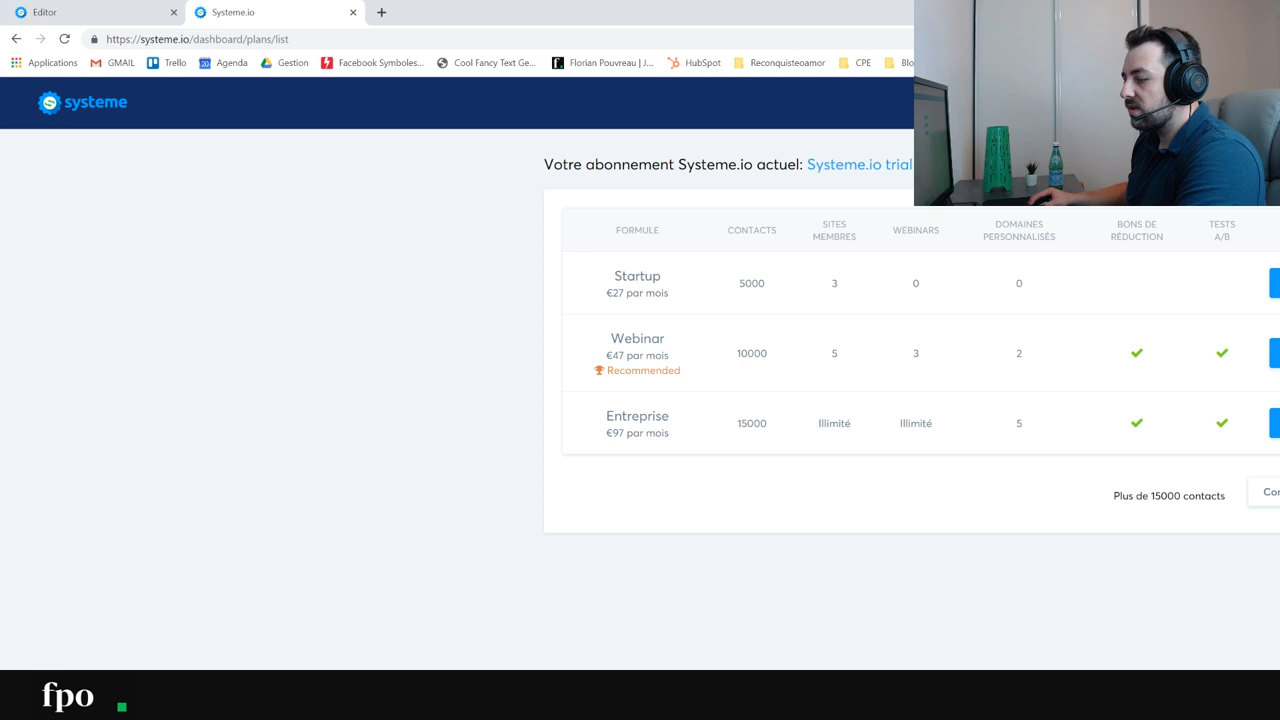 Editor
Systeme.io
https://systeme.io/dashboard/plans/list
Applications GMAIL Trello Agenda Gestion Facebook Symboles... Cool Fancy Text Ge... Florian Pouvreau | J... HubSpot Reconquisteoamor CPE Blo
systeme
Votre abonnement Systeme.io actuel: Systeme.io trial
FORMULE CONTACTS SITES MEMBRES WEBINARS DOMAINES PERSONNALISÉS BONS DE RÉDUCTION TESTS A/B
Startup
€27 par mois
5000 3 0 0
Webinar
€47 par mois
Recommended
10000 5 3 2
Entreprise
€97 par mois
15000 Illimité Illimité 5
Plus de 15000 contacts
fpo